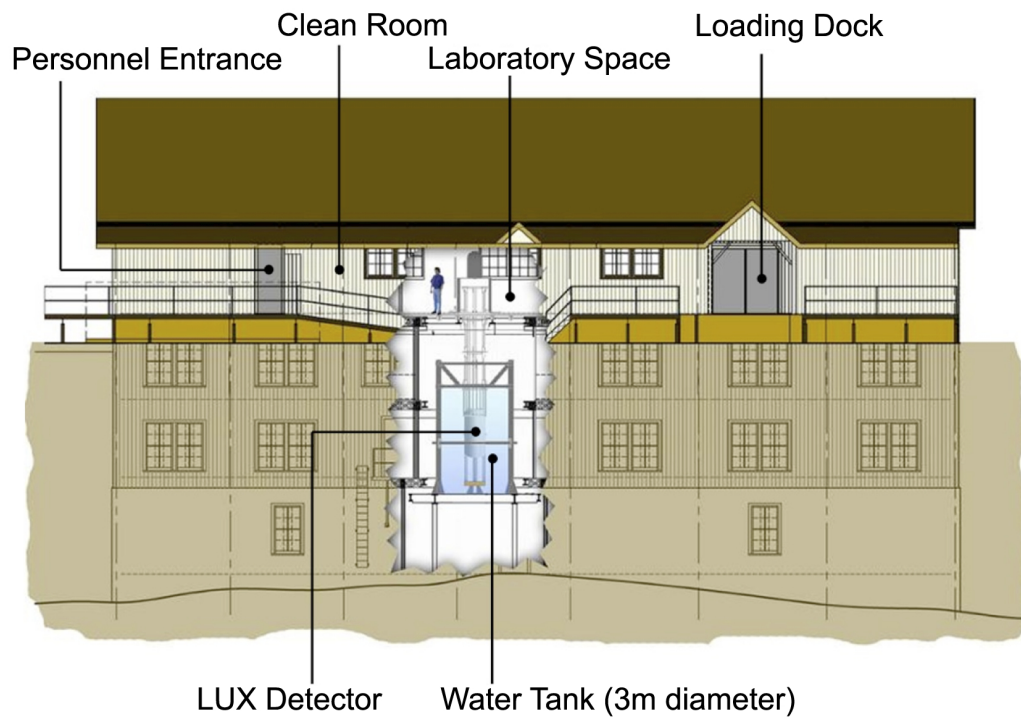 Clean Room
Loading Dock
Personnel Entrance
Laboratory Space
LUX Detector
Water Tank (3m diameter)